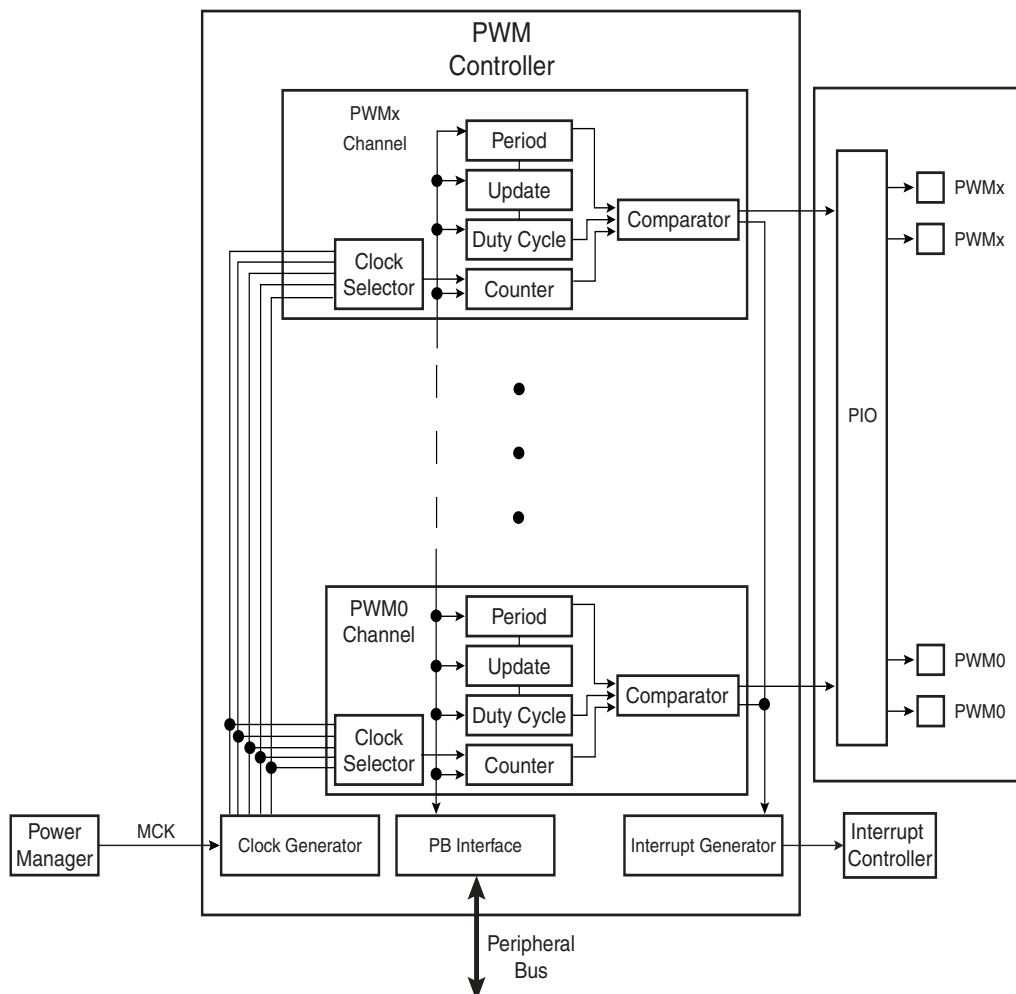 PWM
Controller
PWMx
Channel
Period
Update
Duty Cycle
Counter
Clock
Selector
Comparator
PIO
PWMx
PWMx
PWM0
Channel
Period
Update
Duty Cycle
Counter
Clock
Selector
Comparator
PWM0
PWM0
Power
Manager
MCK
Clock Generator
PB Interface
Interrupt Generator
Interrupt
Controller
Peripheral
Bus